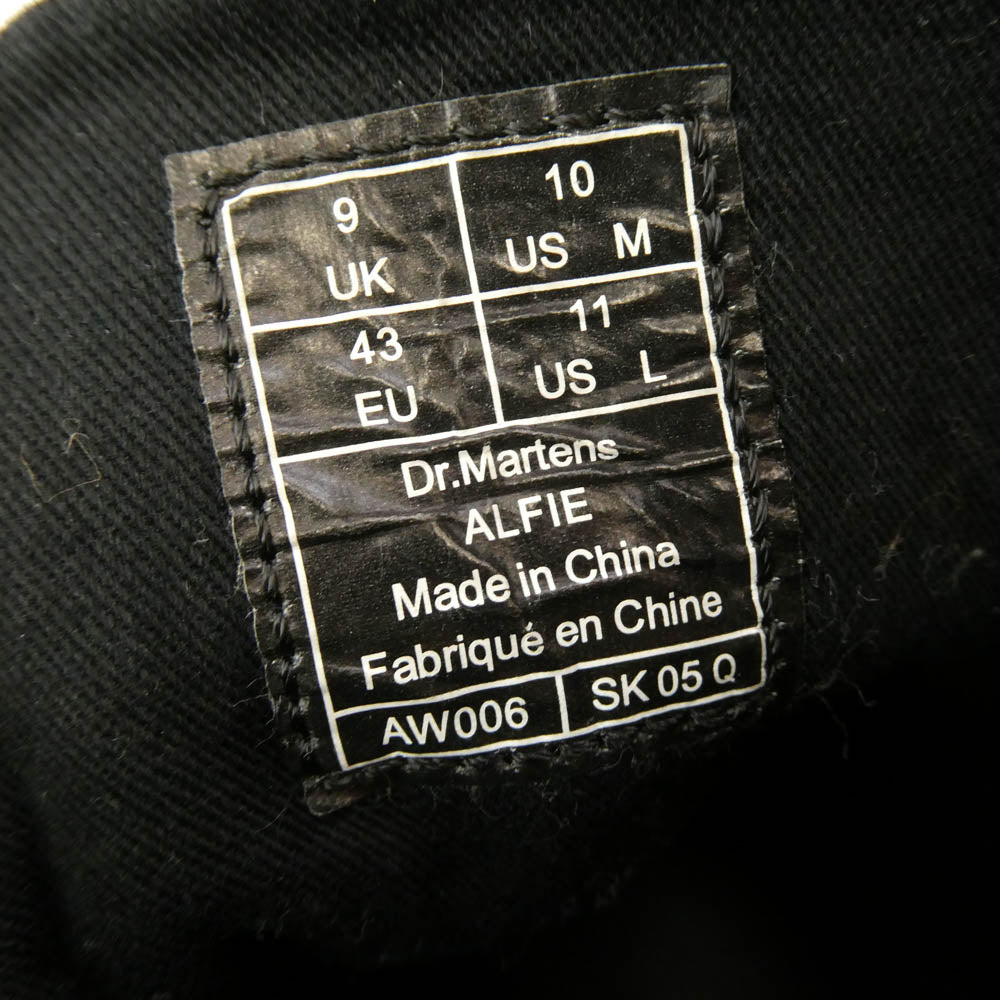 9
UK
10
US M
43
EU
11
US L
Dr.Martens
ALFIE
Made in China
Fabriqué en Chine
AW006
SK 05 Q